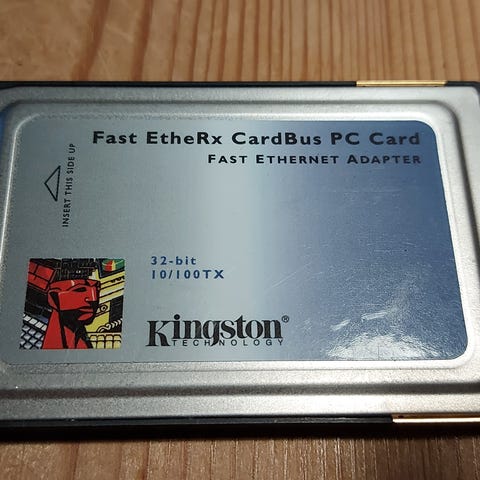 Fast EtheRx CardBus PC Card
FAST ETHERNET ADAPTER
INSERT THIS SIDE UP
32-bit
10/100TX
Kingston®
TECHNOLOGY